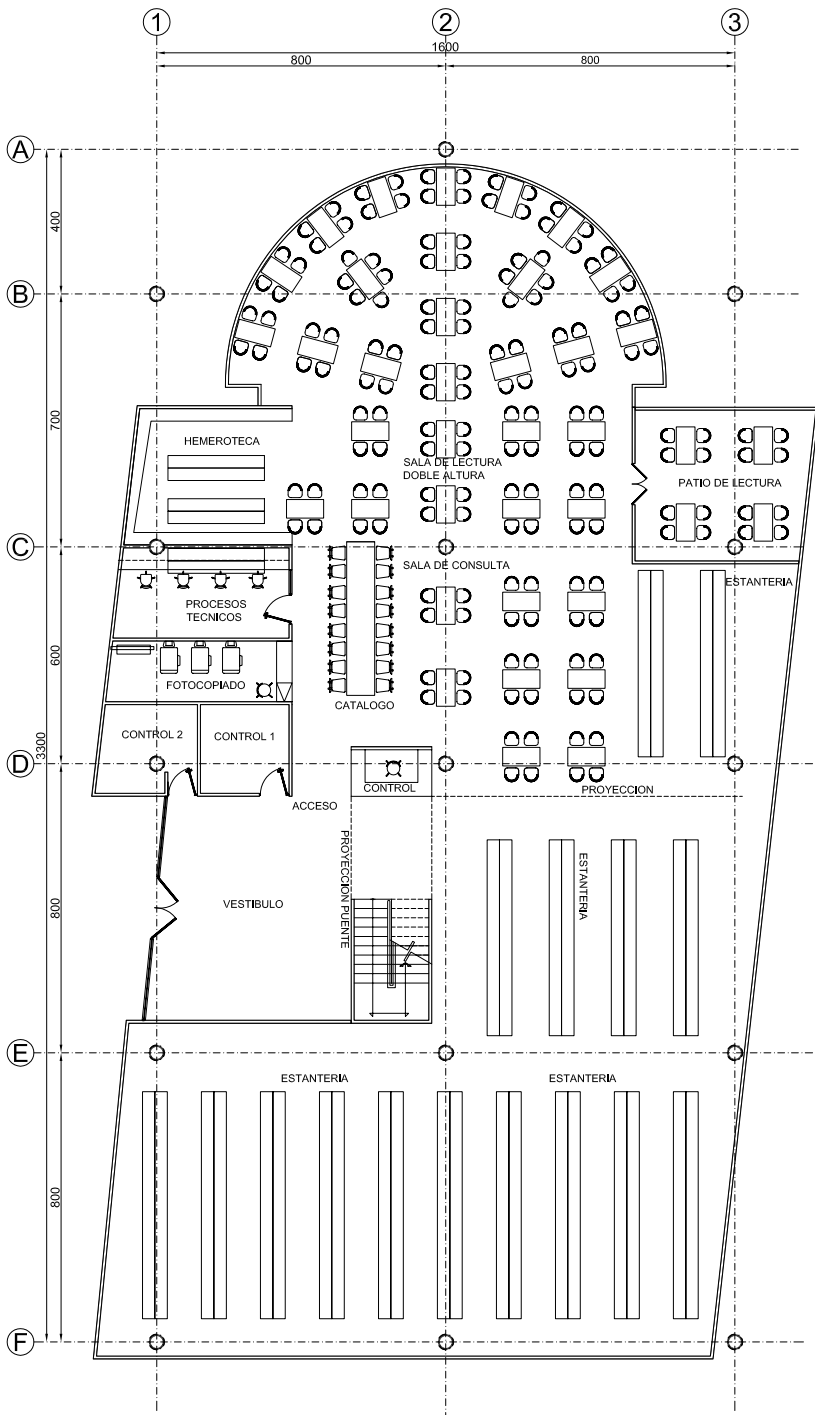 1
2
3
1600
800
800
A
400
B
700
HEMEROTECA
SALA DE LECTURA
DOBLE ALTURA
PATIO DE LECTURA
C
SALA DE CONSULTA
ESTANTERIA
PROCESOS
TECNICOS
600
FOTOCOPIADO
CATALOGO
CONTROL 2
CONTROL 1
3300
D
CONTROL
PROYECCION
ACCESO
PROYECCION PUENTE
ESTANTERIA
800
VESTIBULO
E
ESTANTERIA
ESTANTERIA
800
F